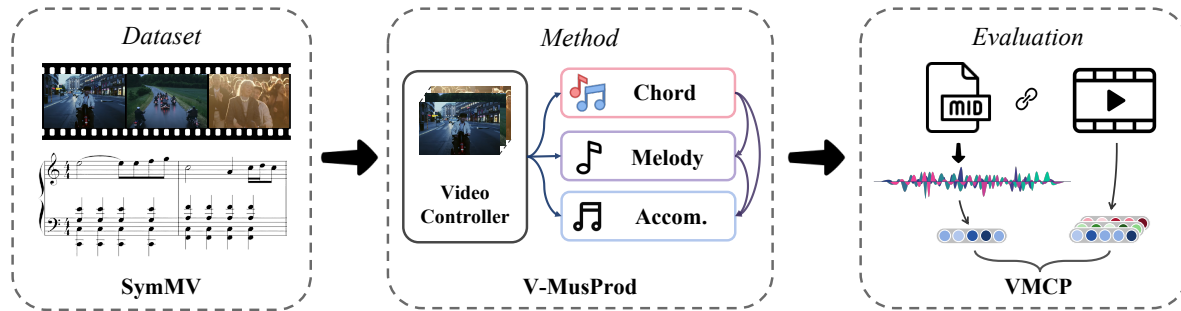 Dataset
SymMV
Method
Video
Controller
Chord
Melody
Accom.
V-MusProd
Evaluation
MID
VMCP